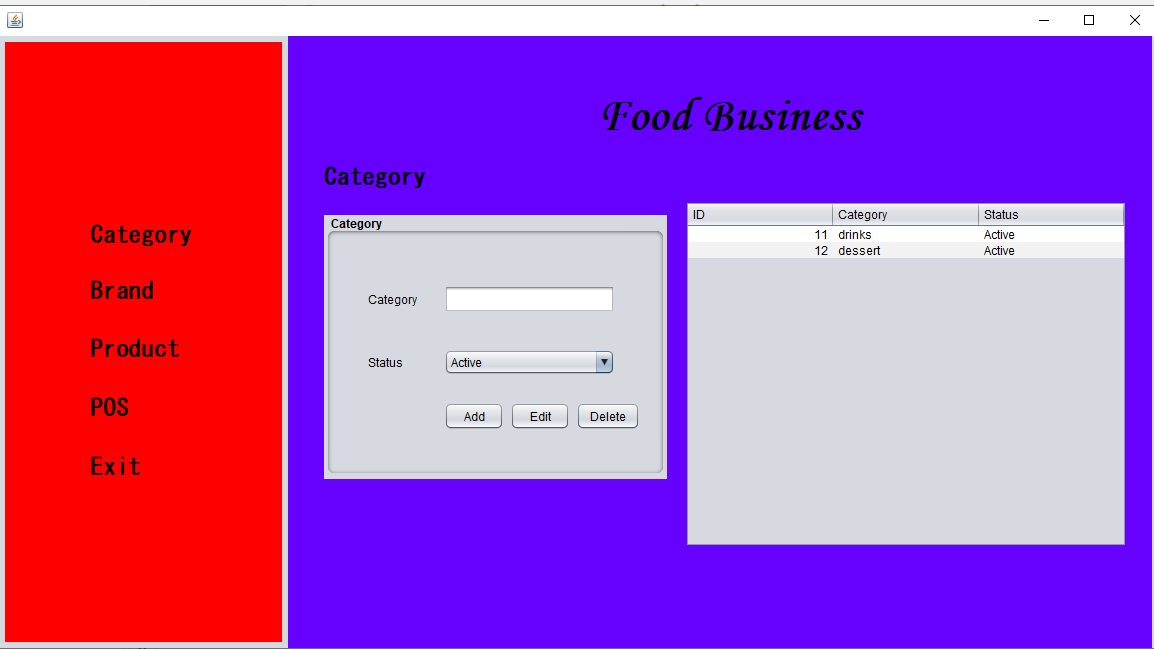 Food Business
Category
Category
Brand
Product
POS
Exit
Category
Category
Status Active
Add Edit Delete
ID Category Status
11 drinks Active
12 dessert Active